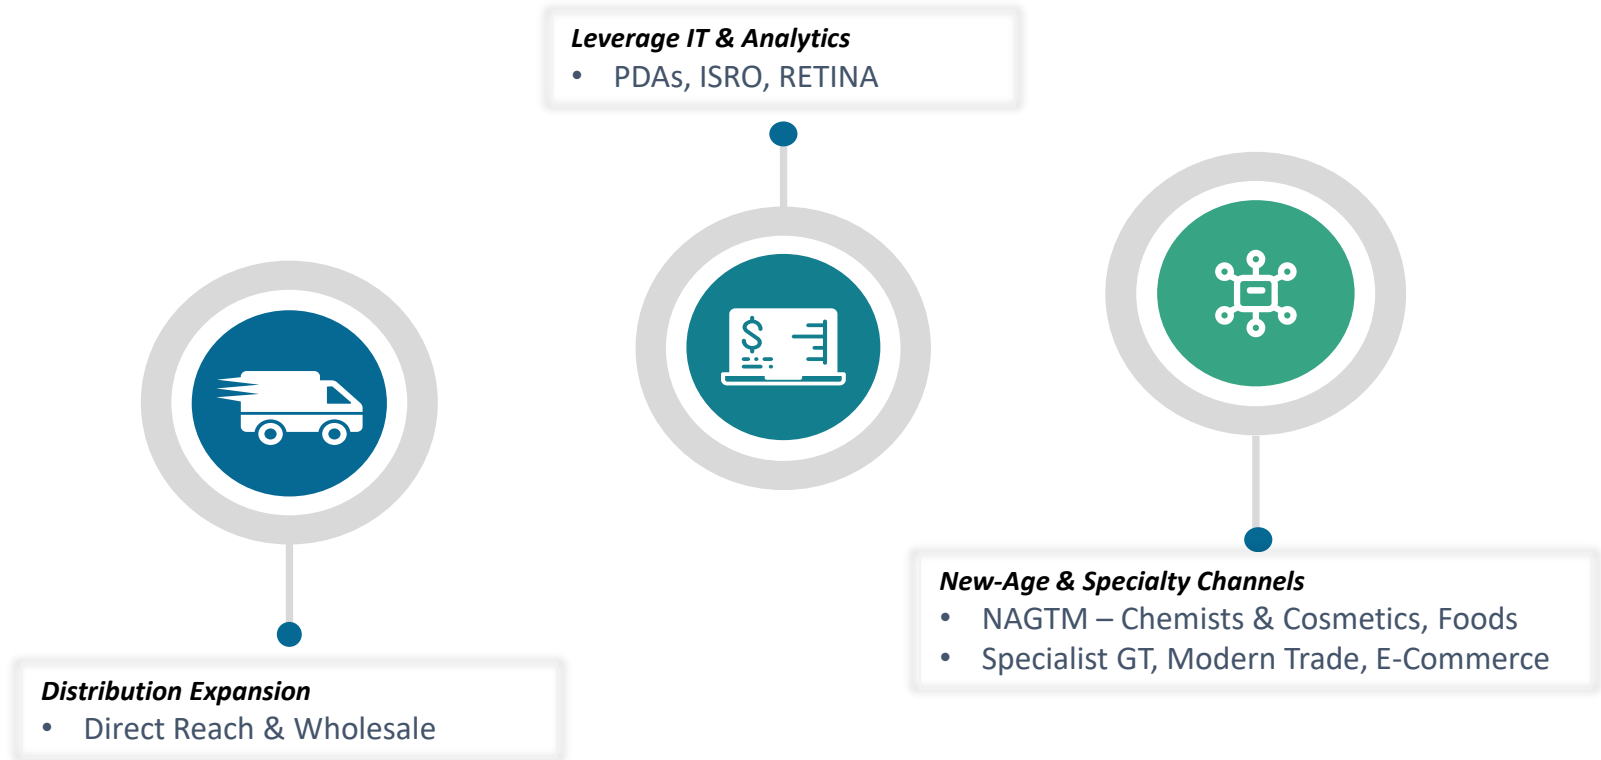 Leverage IT & Analytics
• PDAs, ISRO, RETINA
New-Age & Specialty Channels
• NAGTM – Chemists & Cosmetics, Foods
• Specialist GT, Modern Trade, E-Commerce
Distribution Expansion
• Direct Reach & Wholesale